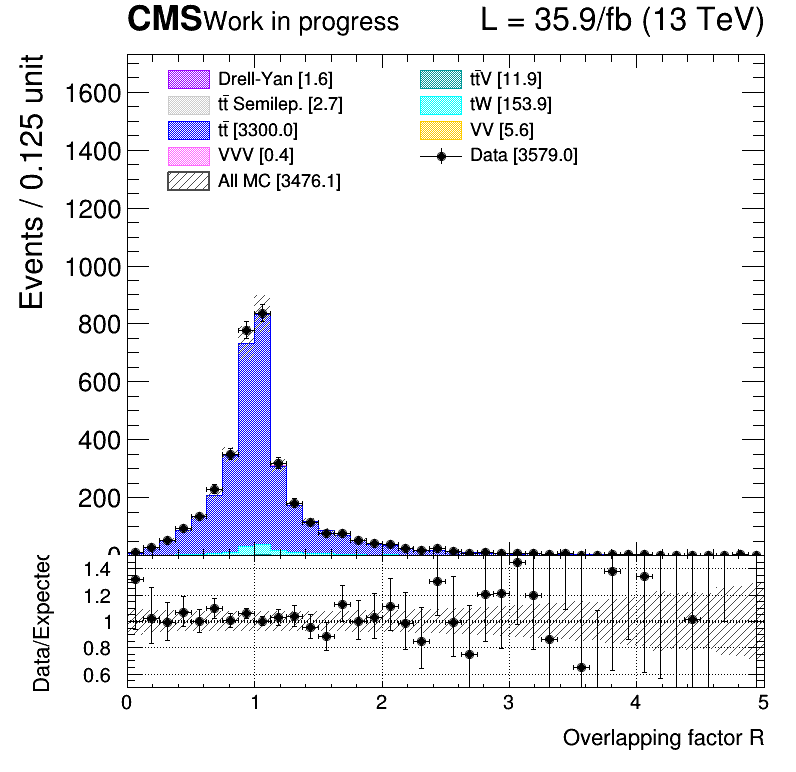 CMS Work in progress L = 35.9/fb (13 TeV)
Events / 0.125 unit
1600
1400
1200
1000
800
600
400
200
0
Drell-Yan [1.6]
tt̄ Semilep. [2.7]
tt̄ [3300.0]
VVV [0.4]
All MC [3476.1]
tt̄V [11.9]
tW [153.9]
VV [5.6]
Data [3579.0]
Data/Expected
1.4
1.2
1
0.8
0.6
0 1 2 3 4 5
Overlapping factor R